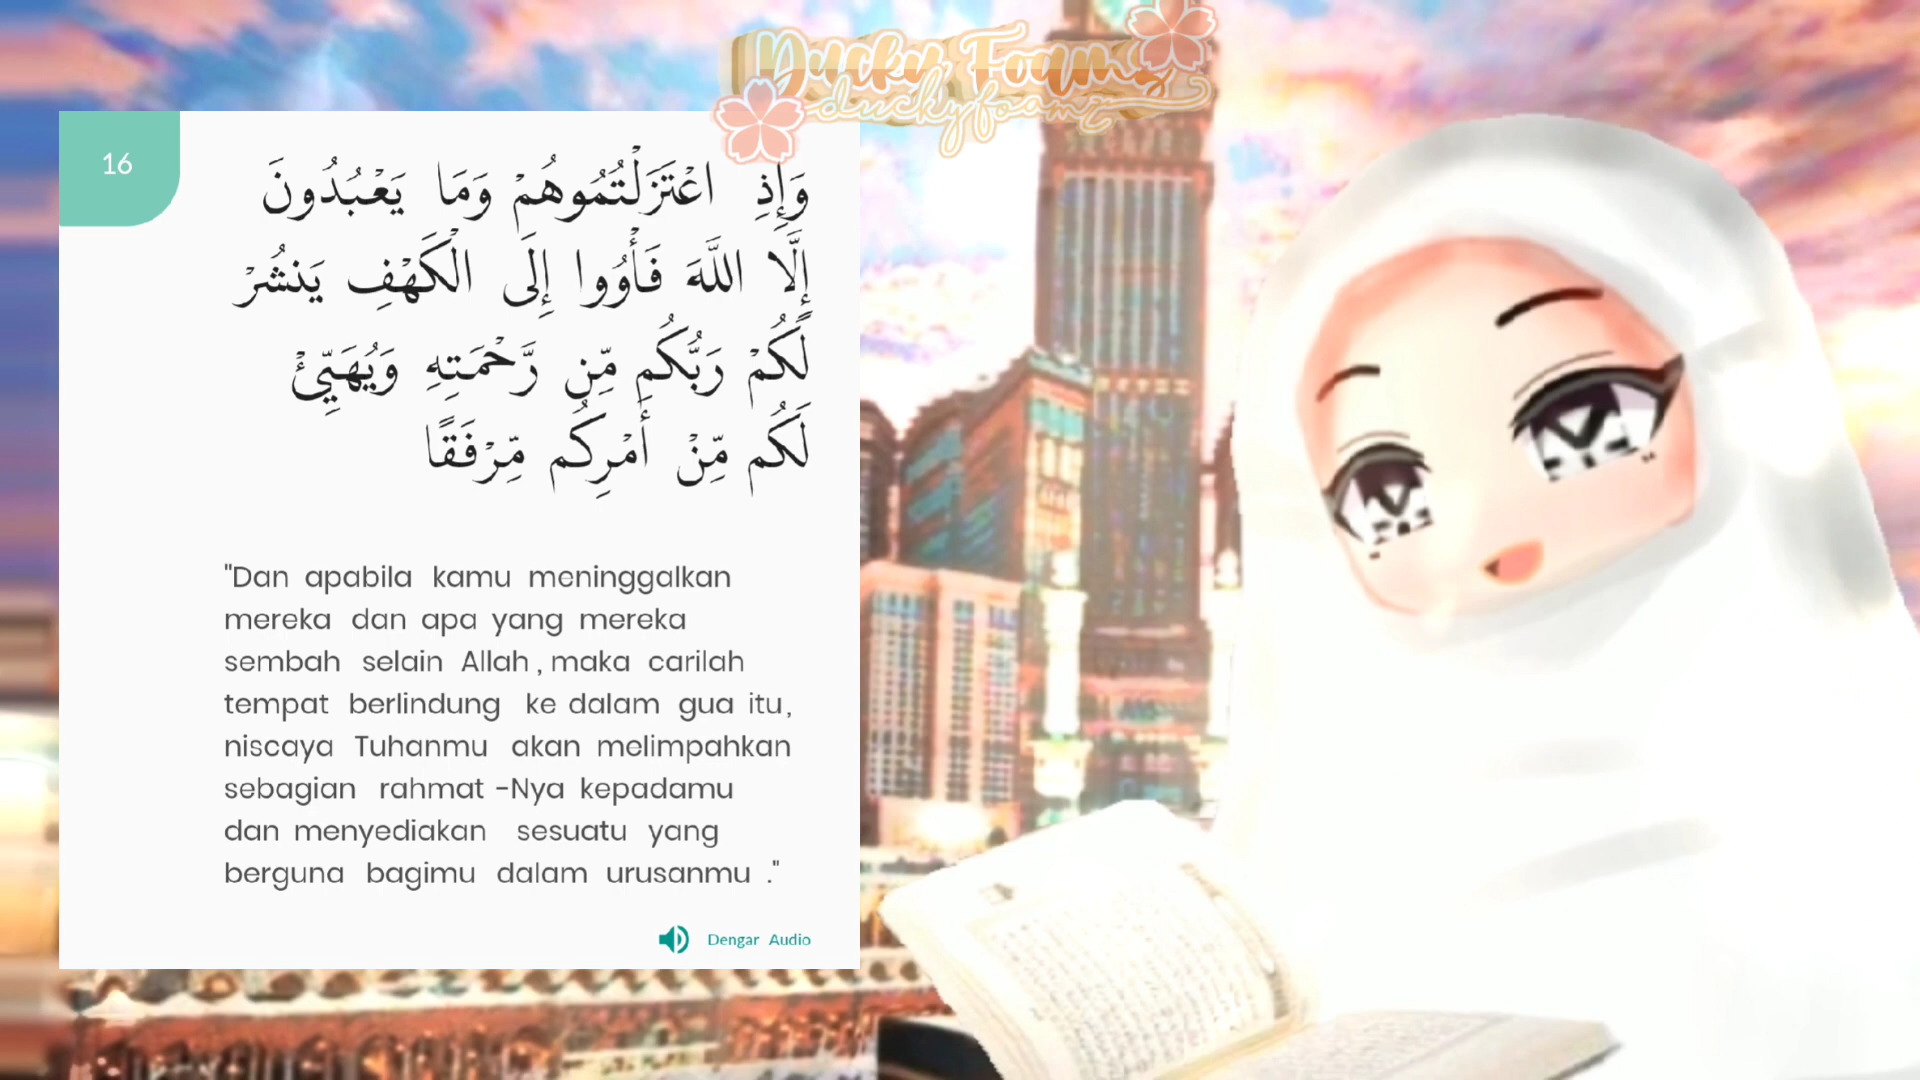 Ducky Foams
duckyfoamz
16
وَإِذِ اعْتَزَلْتُمُوهُمْ وَمَا يَعْبُدُونَ
إِلَّا اللَّهَ فَأْوُوا إِلَى الْكَهْفِ يَنشُرْ
لَكُمْ رَبُّكُم مِّن رَّحْمَتِهِ وَيُهَيِّئْ
لَكُم مِّنْ أَمْرِكُم مِّرْفَقًا
"Dan apabila kamu meninggalkan
mereka dan apa yang mereka
sembah selain Allah , maka carilah
tempat berlindung ke dalam gua itu,
niscaya Tuhanmu akan melimpahkan
sebagian rahmat -Nya kepadamu
dan menyediakan sesuatu yang
berguna bagimu dalam urusanmu ."
Dengar Audio